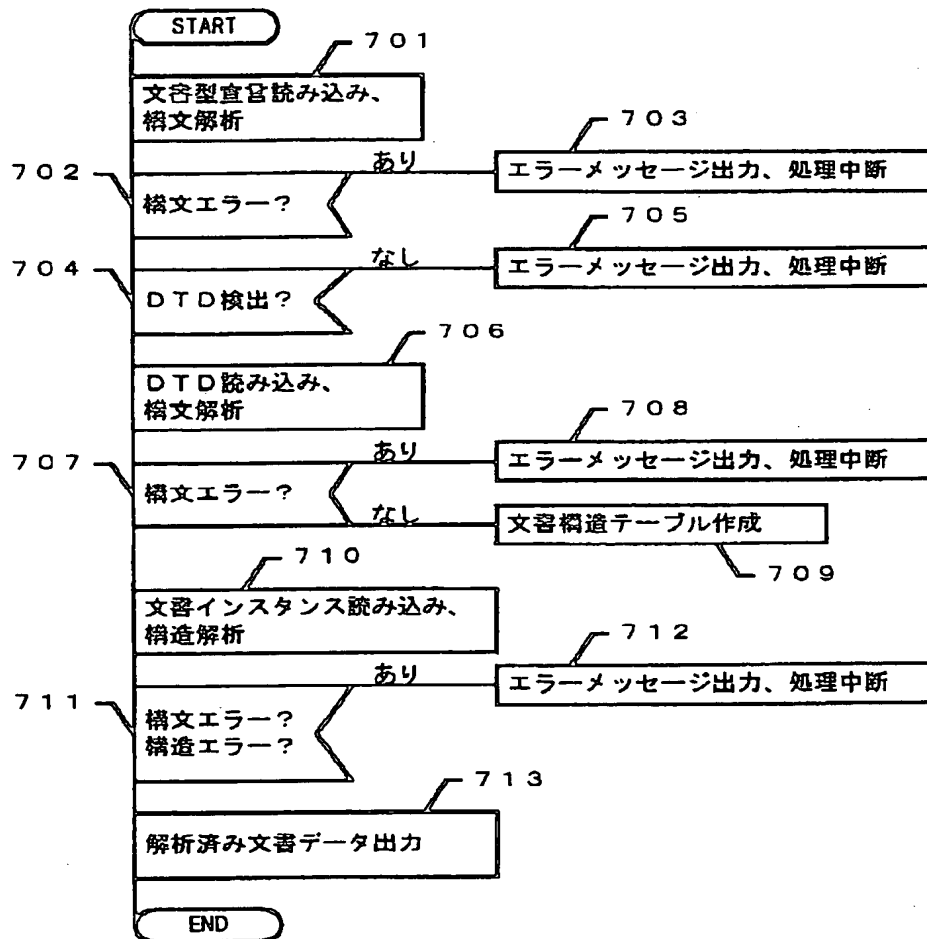 START
701
文書型宣言読み込み、
構文解析
703
702
あり
エラーメッセージ出力、処理中断
構文エラー?
705
704
なし
エラーメッセージ出力、処理中断
DTD検出?
706
DTD読み込み、
構文解析
708
707
あり
エラーメッセージ出力、処理中断
構文エラー?
なし
文書構造テーブル作成
709
710
文書インスタンス読み込み、
構造解析
712
あり
エラーメッセージ出力、処理中断
711
構文エラー?
構造エラー?
713
解析済み文書データ出力
END